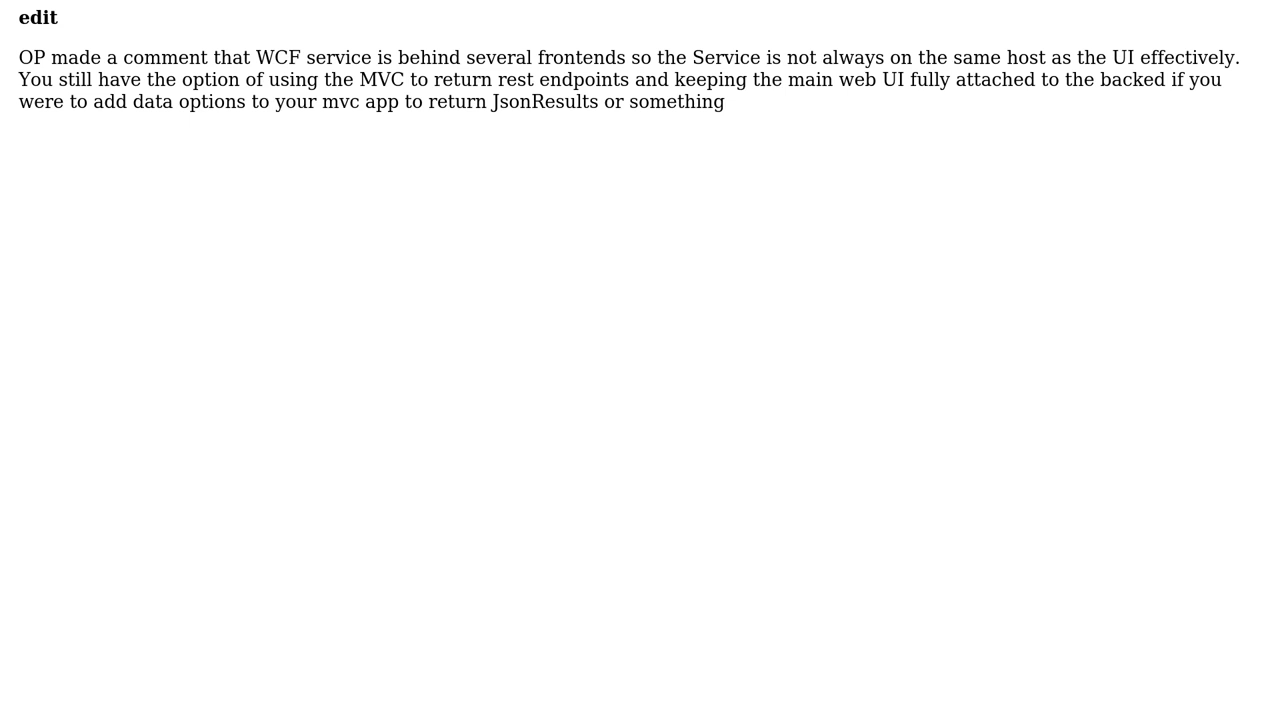 edit
OP made a comment that WCF service is behind several frontends so the Service is not always on the same host as the UI effectively.
You still have the option of using the MVC to return rest endpoints and keeping the main web UI fully attached to the backed if you
were to add data options to your mvc app to return JsonResults or something